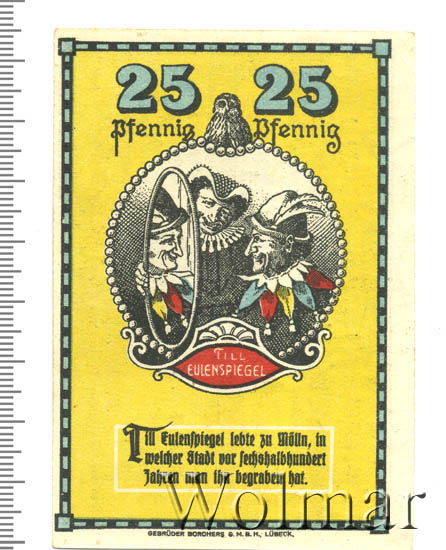 25 25
Pfennig Pfennig
TILL
EULENSPIEGEL
Till Eulenspiegel lebte zu Mölln, in
welcher Stadt vor sechshalbhundert
Jahren man ihn begraben hat.
Wolmar
GEBRÜDER BORCHERS G.M.B.H., LÜBECK.